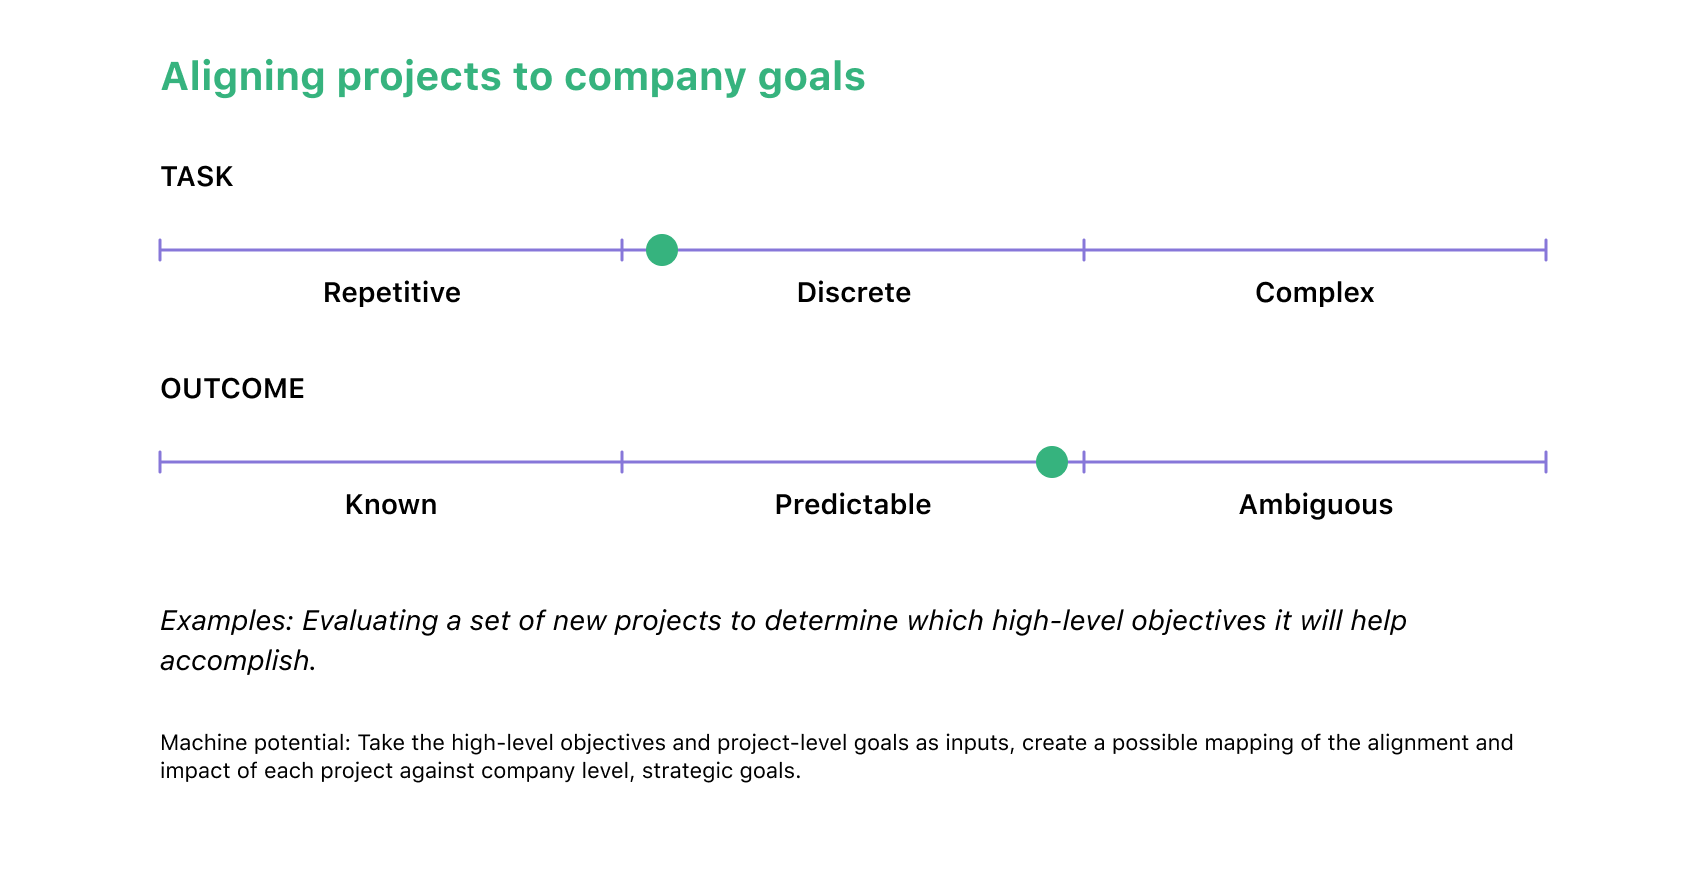 Aligning projects to company goals
TASK
Repetitive
Discrete
Complex
OUTCOME
Known
Predictable
Ambiguous
Examples: Evaluating a set of new projects to determine which high-level objectives it will help
accomplish.
Machine potential: Take the high-level objectives and project-level goals as inputs, create a possible mapping of the alignment and
impact of each project against company level, strategic goals.